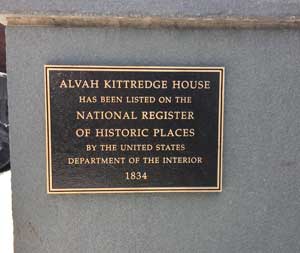 ALVAH KITTREDGE HOUSE
HAS BEEN LISTED ON THE
NATIONAL REGISTER
OF HISTORIC PLACES
BY THE UNITED STATES
DEPARTMENT OF THE INTERIOR
1834